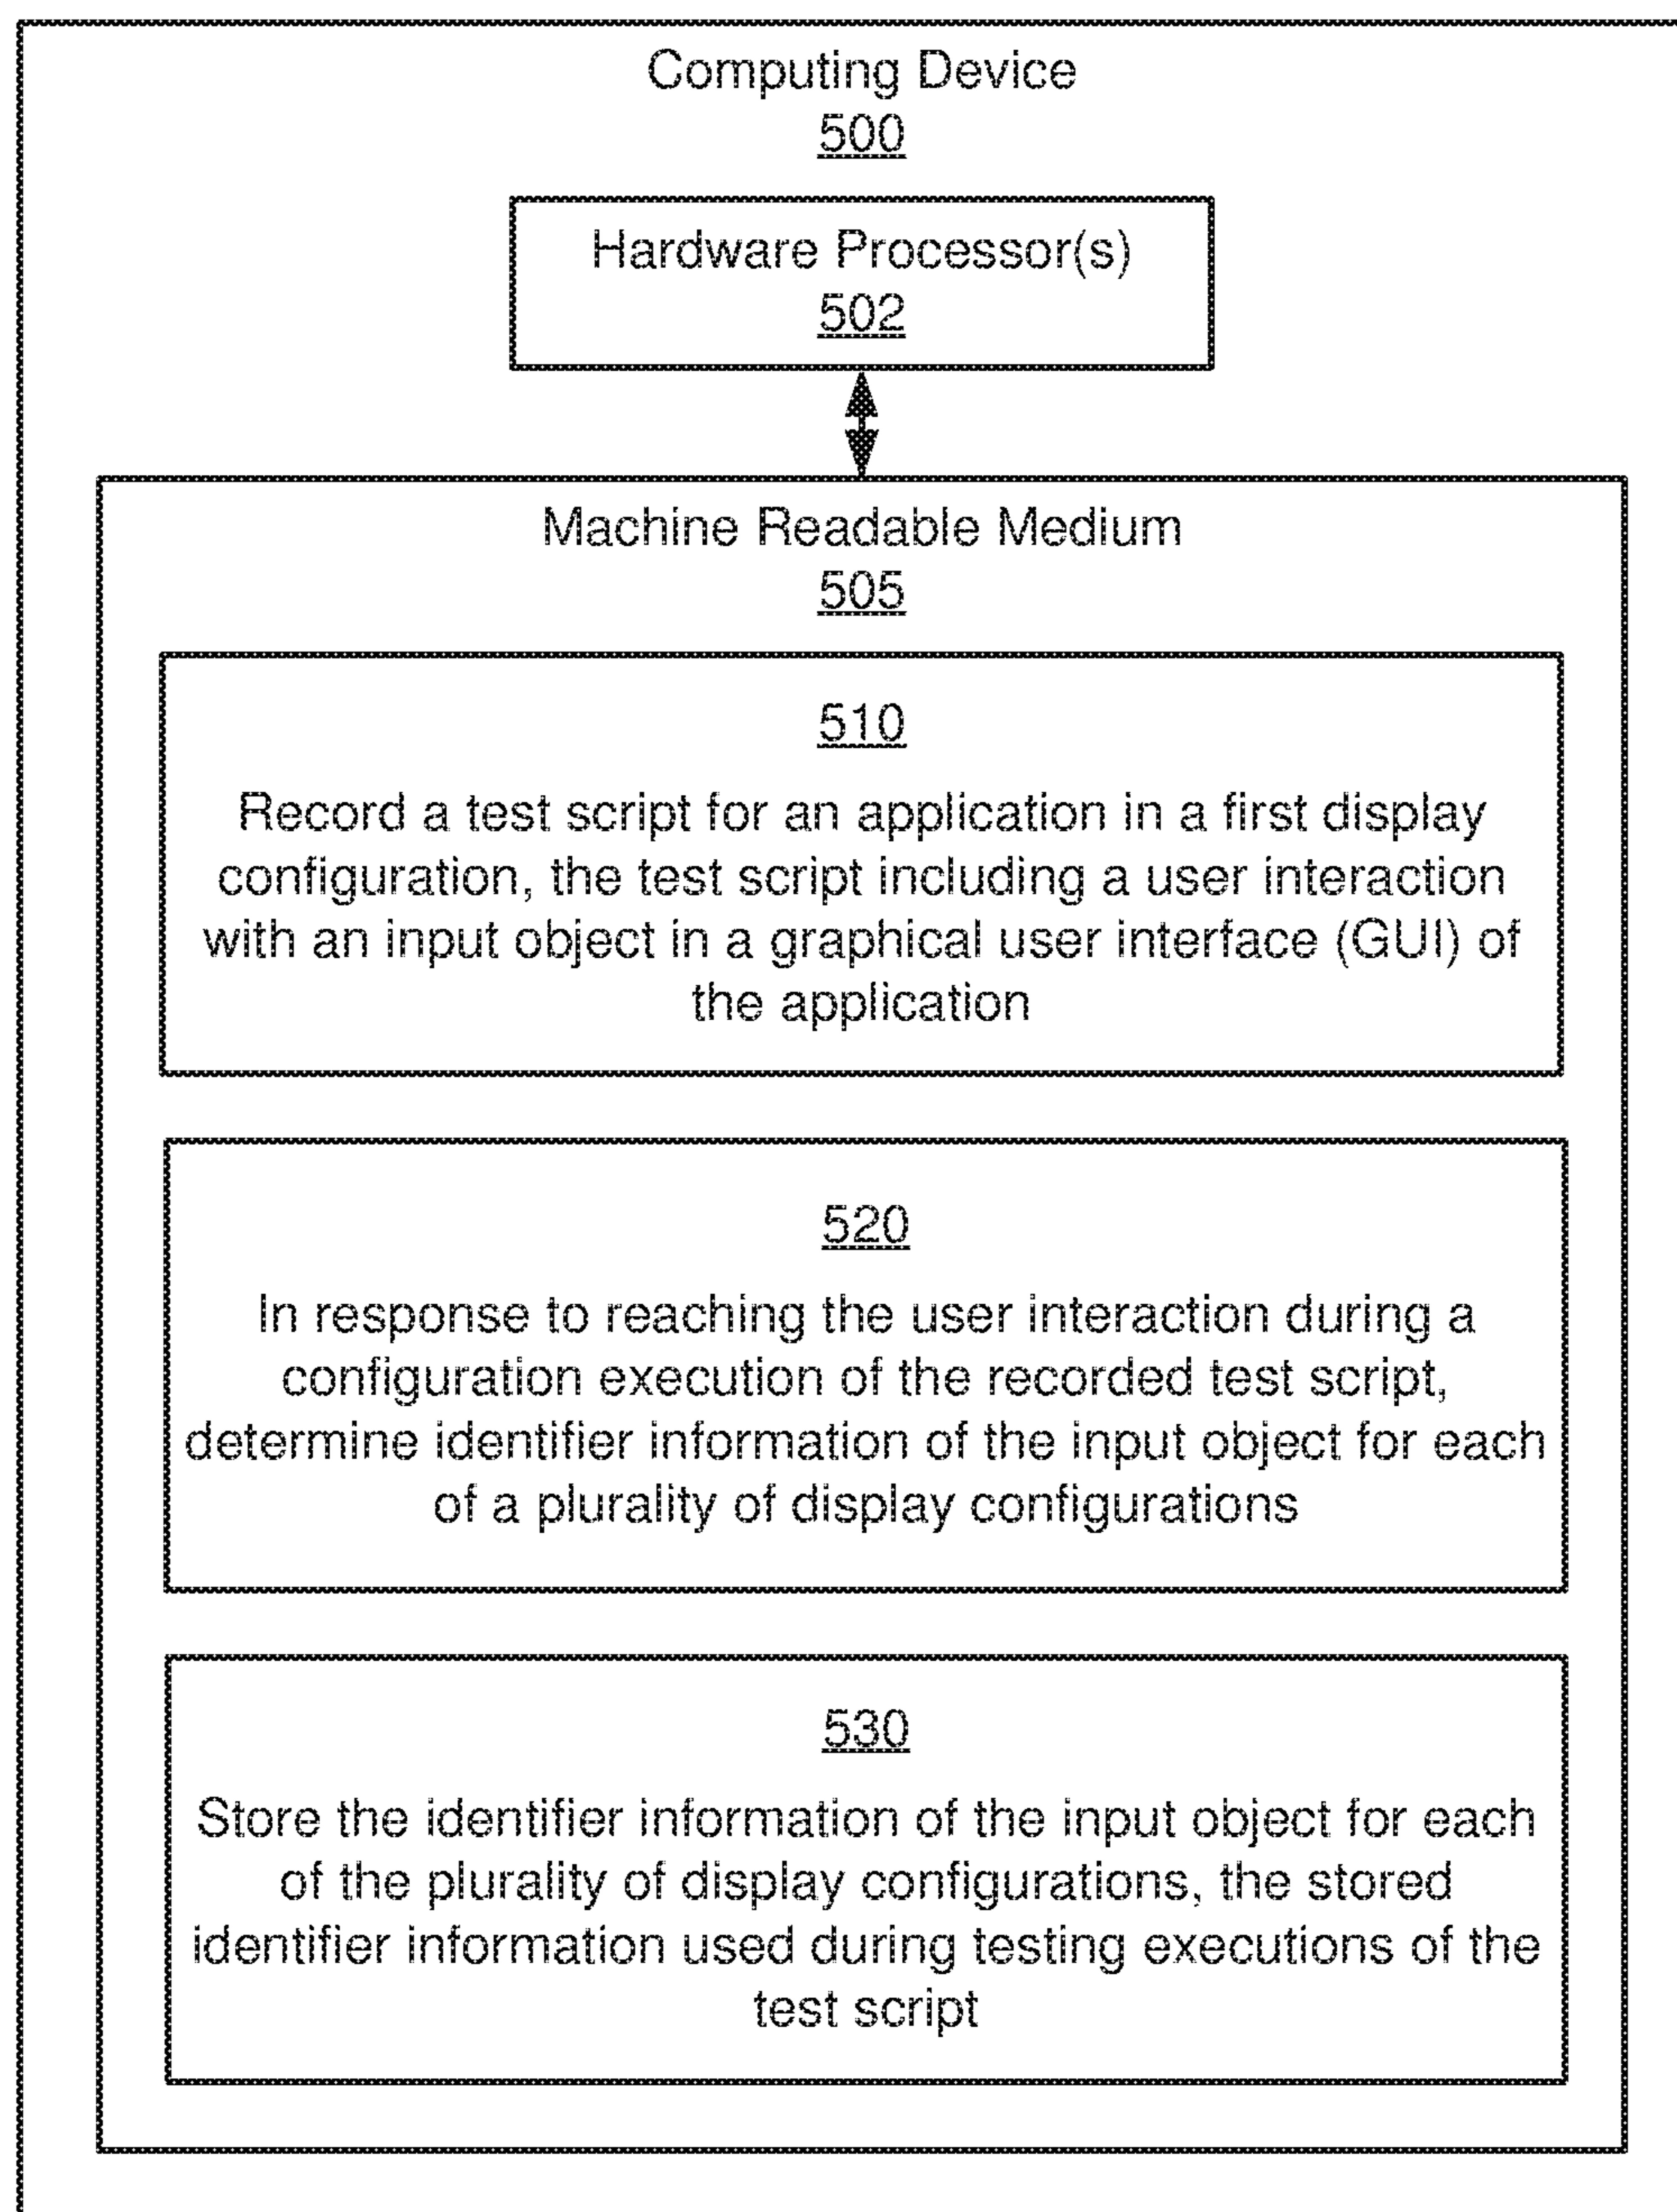 Computing Device
500
Hardware Processor(s)
502
Machine Readable Medium
505
510
Record a test script for an application in a first display
configuration, the test script including a user interaction
with an input object in a graphical user interface (GUI) of
the application
520
In response to reaching the user interaction during a
configuration execution of the recorded test script,
determine identifier information of the input object for each
of a plurality of display configurations
530
Store the identifier information of the input object for each
of the plurality of display configurations, the stored
identifier information used during testing executions of the
test script